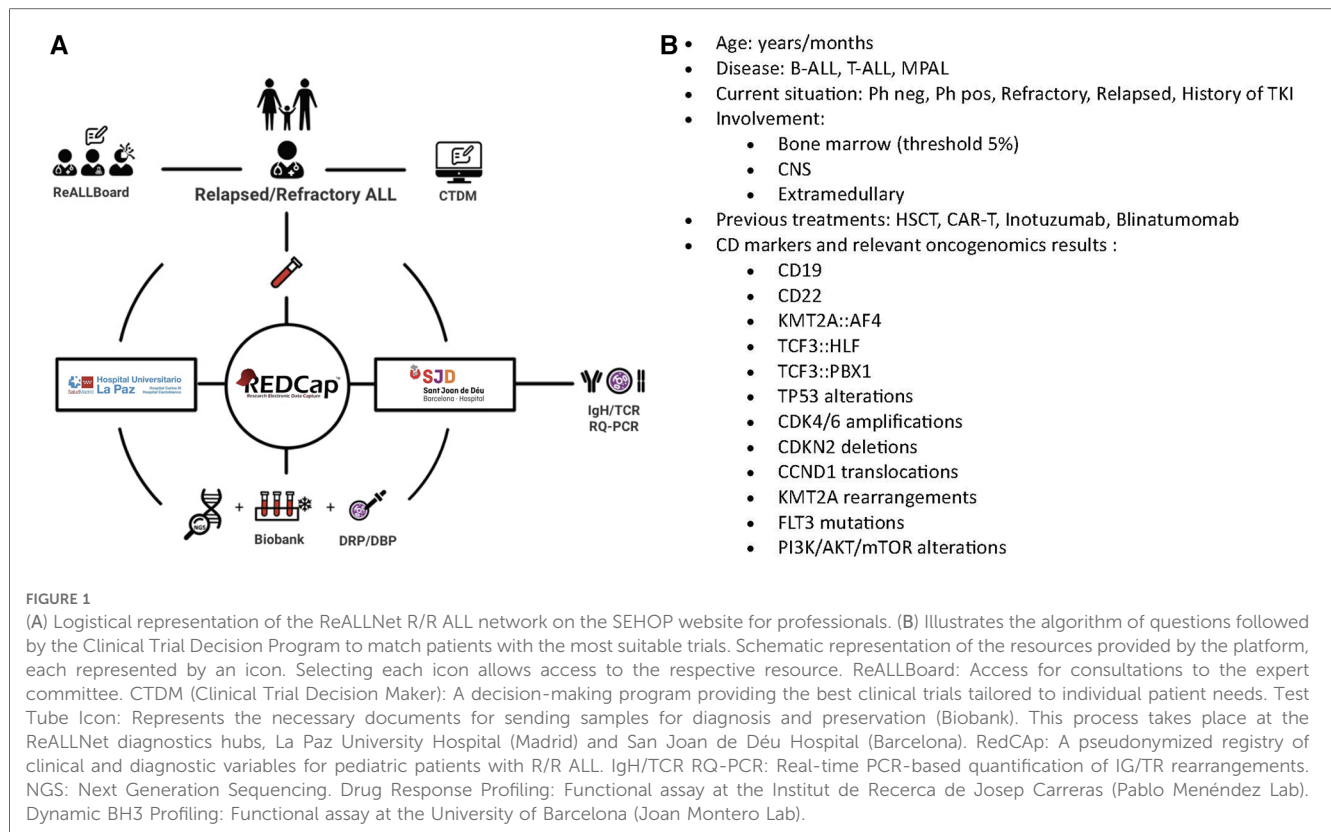 A
ReALLBoard
Relapsed/Refractory ALL
CTDM
Hospital Universitario
La Paz
Hospital Carlos III
Hospital Cantoblanco
SaludMadrid
REDCap™
Research Electronic Data Capture
SJD
Sant Joan de Déu
Barcelona · Hospital
IgH/TCR
RQ-PCR
NGS
+
+
Biobank
DRP/DBP
B
• Age: years/months
• Disease: B-ALL, T-ALL, MPAL
• Current situation: Ph neg, Ph pos, Refractory, Relapsed, History of TKI
• Involvement:
• Bone marrow (threshold 5%)
• CNS
• Extramedullary
• Previous treatments: HSCT, CAR-T, Inotuzumab, Blinatumomab
• CD markers and relevant oncogenomics results :
• CD19
• CD22
• KMT2A::AF4
• TCF3::HLF
• TCF3::PBX1
• TP53 alterations
• CDK4/6 amplifications
• CDKN2 deletions
• CCND1 translocations
• KMT2A rearrangements
• FLT3 mutations
• PI3K/AKT/mTOR alterations
FIGURE 1
(A) Logistical representation of the ReALLNet R/R ALL network on the SEHOP website for professionals. (B) Illustrates the algorithm of questions followed
by the Clinical Trial Decision Program to match patients with the most suitable trials. Schematic representation of the resources provided by the platform,
each represented by an icon. Selecting each icon allows access to the respective resource. ReALLBoard: Access for consultations to the expert
committee. CTDM (Clinical Trial Decision Maker): A decision-making program providing the best clinical trials tailored to individual patient needs. Test
Tube Icon: Represents the necessary documents for sending samples for diagnosis and preservation (Biobank). This process takes place at the
ReALLNet diagnostics hubs, La Paz University Hospital (Madrid) and San Joan de Déu Hospital (Barcelona). RedCAp: A pseudonymized registry of
clinical and diagnostic variables for pediatric patients with R/R ALL. IgH/TCR RQ-PCR: Real-time PCR-based quantification of IG/TR rearrangements.
NGS: Next Generation Sequencing. Drug Response Profiling: Functional assay at the Institut de Recerca de Josep Carreras (Pablo Menéndez Lab).
Dynamic BH3 Profiling: Functional assay at the University of Barcelona (Joan Montero Lab).